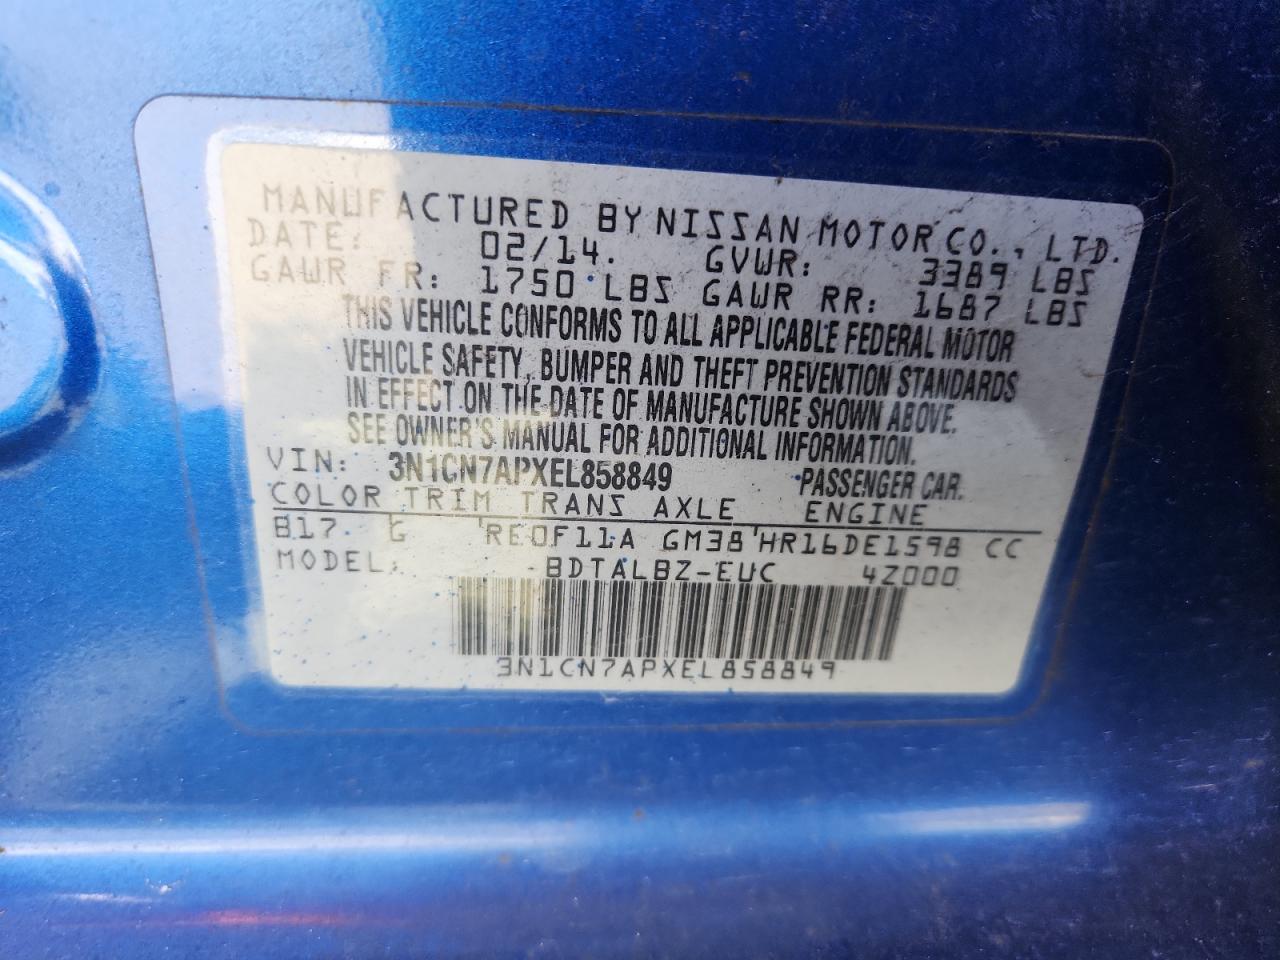 MANUFACTURED BY NISSAN MOTOR CO., LTD.
DATE: 02/14. GVWR: 3389 LBS
GAWR FR: 1750 LBS GAWR RR: 1687 LBS
THIS VEHICLE CONFORMS TO ALL APPLICABLE FEDERAL MOTOR
VEHICLE SAFETY, BUMPER AND THEFT PREVENTION STANDARDS
IN EFFECT ON THE DATE OF MANUFACTURE SHOWN ABOVE.
SEE OWNER'S MANUAL FOR ADDITIONAL INFORMATION.
VIN: 3N1CN7APXEL858849 PASSENGER CAR.
COLOR TRIM TRANS AXLE ENGINE
B17 G RE0F11A GM38 HR16DE1598 CC
MODEL: BDTALBZ-EUC 4Z000
3N1CN7APXEL858849